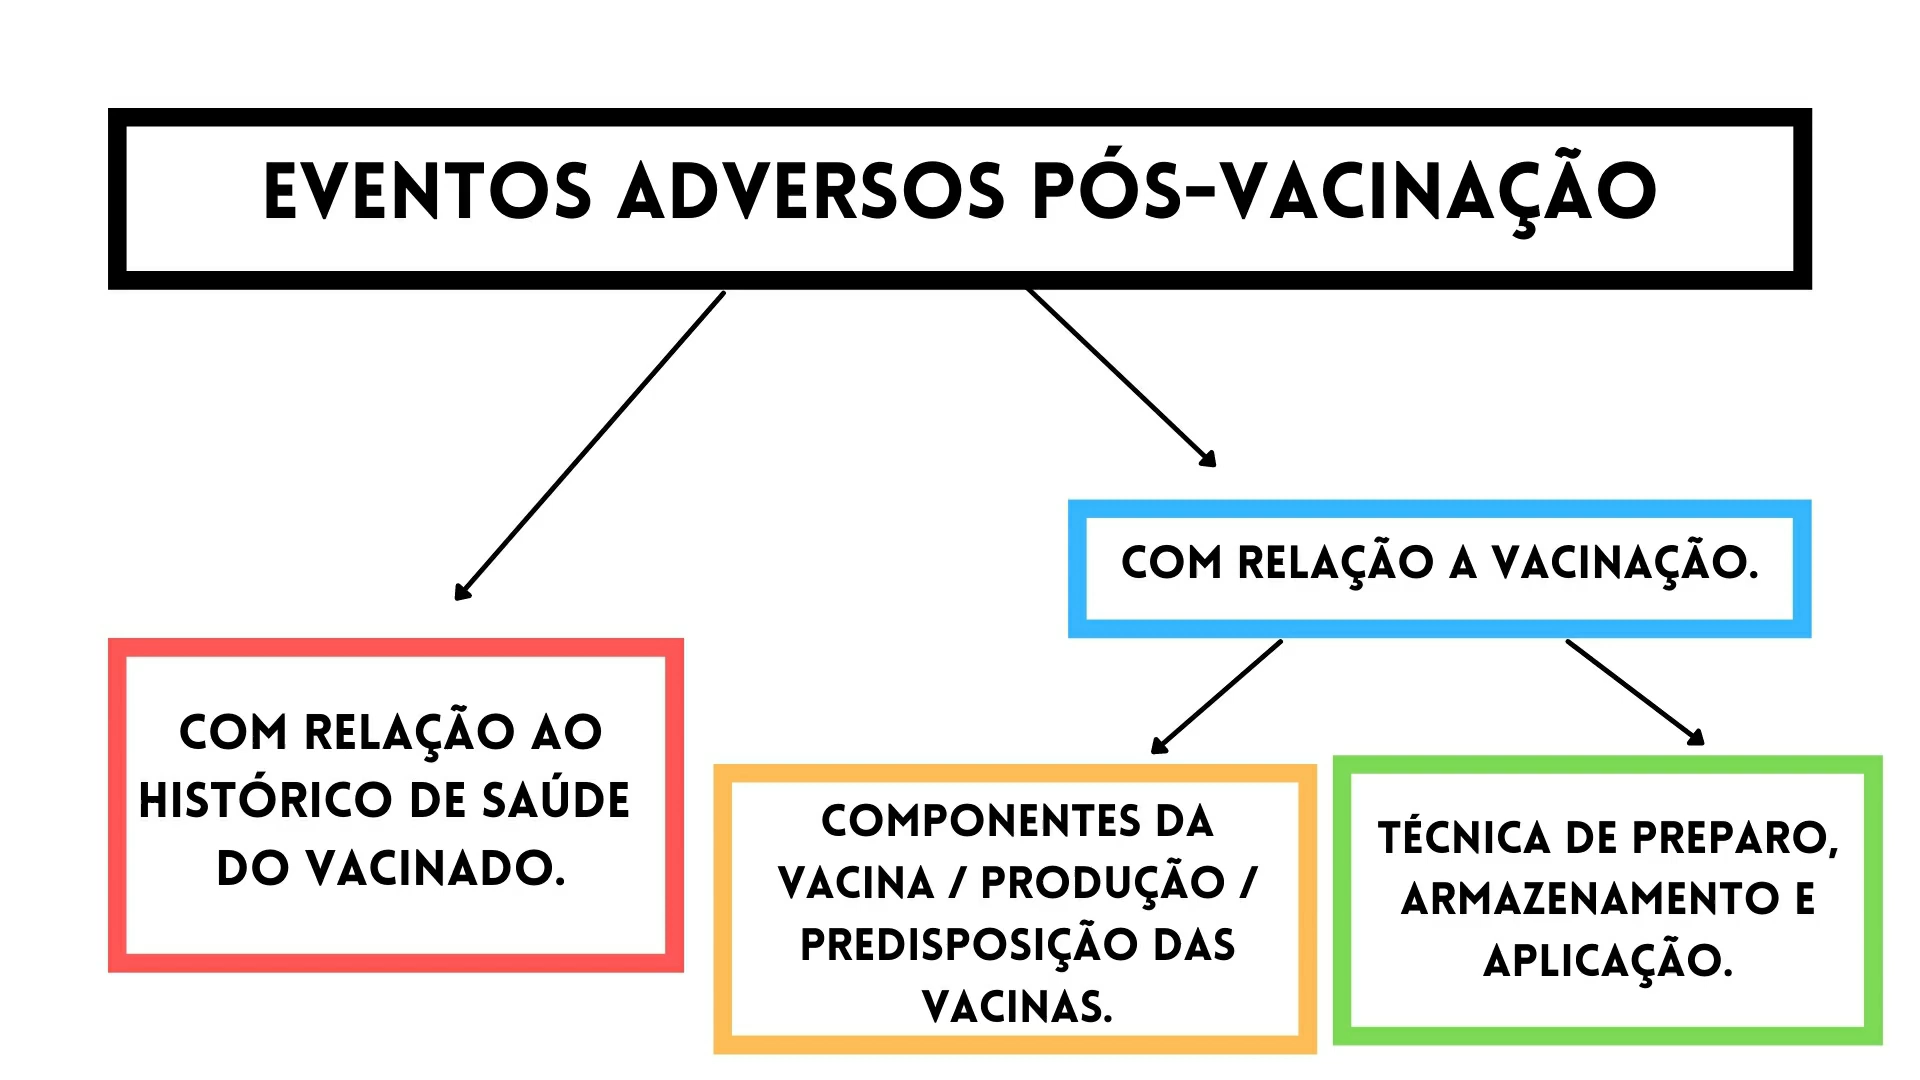 EVENTOS ADVERSOS PÓS-VACINAÇÃO
COM RELAÇÃO A VACINAÇÃO.
COM RELAÇÃO AO
HISTÓRICO DE SAÚDE
DO VACINADO.
COMPONENTES DA
VACINA / PRODUÇÃO /
PREDISPOSIÇÃO DAS
VACINAS.
TÉCNICA DE PREPARO,
ARMAZENAMENTO E
APLICAÇÃO.